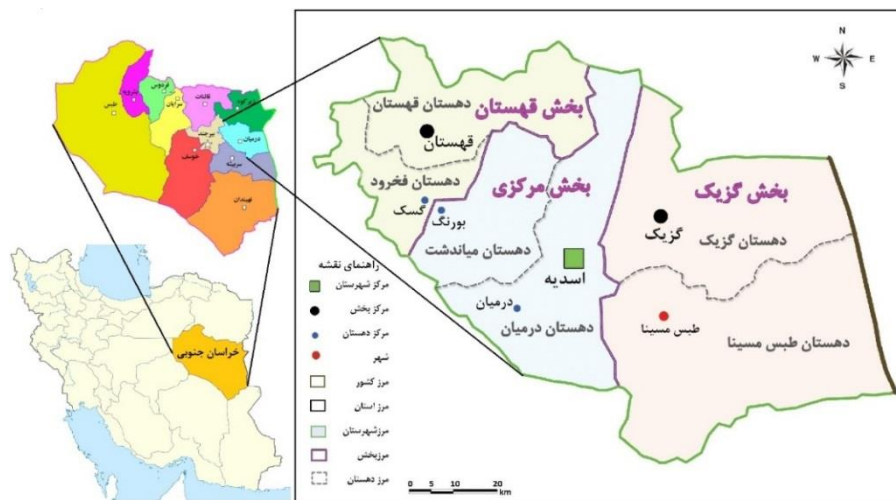 بشرویه
فردوس
سرایان
قائنات
زیرکوه
طبس
بیرجند
درمیان
خوسف
سربیشه
نهبندان
خراسان جنوبی
N
W E
S
دهستان قهستان
بخش قهستان
قهستان
دهستان فخرود
گسک
بورنگ
بخش مرکزی
دهستان میاندشت
اسدیه
درمیان
دهستان درمیان
بخش گزیک
گزیک
دهستان گزیک
طبس مسینا
دهستان طبس مسینا
راهنمای نقشه
مرکز شهرستان
مرکز بخش
مرکز دهستان
شهر
مرز کشور
مرز استان
مرزشهرستان
مرزبخش
مرز دهستان
0 5 10 20
km